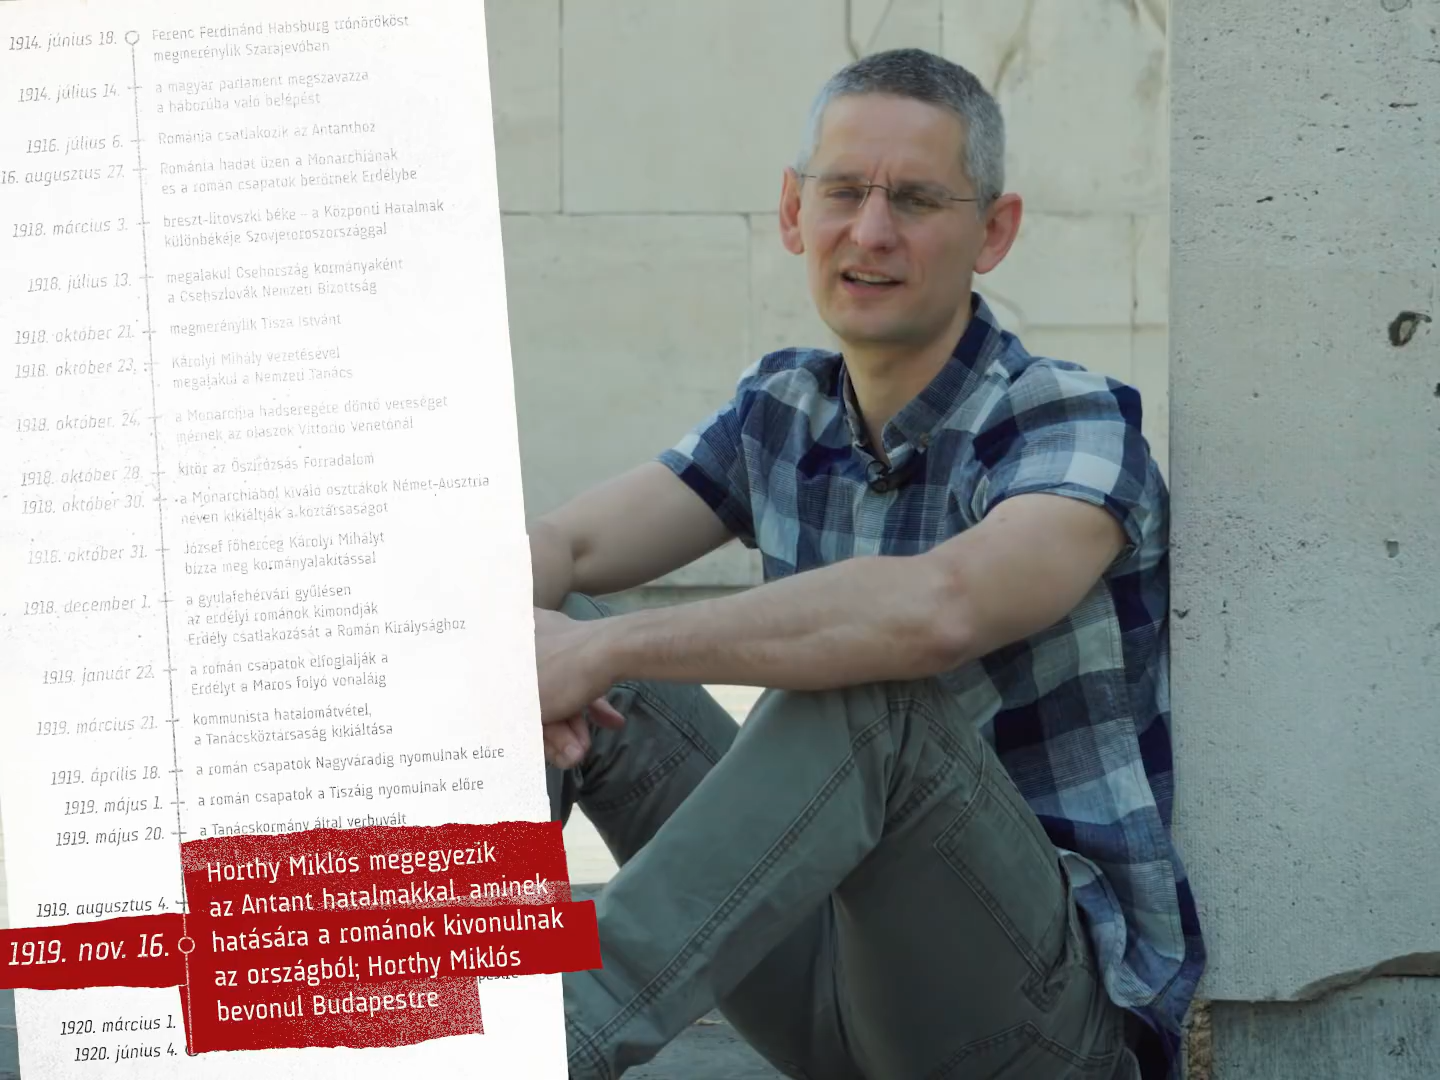 1914. június 18.
Ferenc Ferdinánd Habsburg trónörököst
megmerénylik Szarajevóban
1914. július 14.
a magyar parlament megszavazza
a háborúba való belépést
1916. július 6.
Románia csatlakozik az Antanthoz
16. augusztus 27.
Románia hadat üzen a Monarchiának
és a román csapatok betörnek Erdélybe
1918. március 3.
breszt-litovszki béke - a Központi Hatalmak
különbékéje Szovjetoroszországgal
1918. július 13.
megalakul Csehország kormányaként
a Csehszlovák Nemzeti Bizottság
1918. október 21.
megmerénylik Tisza Istvánt
1918. október 23.
Károlyi Mihály vezetésével
megalakul a Nemzeti Tanács
1918. október. 24.
a Monarchia hadseregére döntő vereséget
mérnek az olaszok Vittorio Venetónál
1918. október 28.
kitör az Őszirózsás Forradalom
1918. október 30.
a Monarchiából kiváló osztrákok Német-Ausztria
néven kikiáltják a köztársaságot
1918. október 31.
József főherceg Károlyi Mihályt
bízza meg kormányalakítással
1918. december 1.
a gyulafehérvári gyűlésen
az erdélyi románok kimondják
Erdély csatlakozását a Román Királysághoz
1919. január 22.
a román csapatok elfoglalják a
Erdélyt a Maros folyó vonaláig
1919. március 21.
kommunista hatalomátvétel,
a Tanácsköztársaság kikiáltása
1919. április 18.
a román csapatok Nagyváradig nyomulnak előre
1919. május 1.
a román csapatok a Tiszáig nyomulnak előre
1919. május 20.
a Tanácskormány által verbuvált
1919. augusztus 4.
1919. nov. 16.
Horthy Miklós megegyezik
az Antant hatalmakkal, aminek
hatására a románok kivonulnak
az országból; Horthy Miklós
bevonul Budapestre
1920. március 1.
1920. június 4.